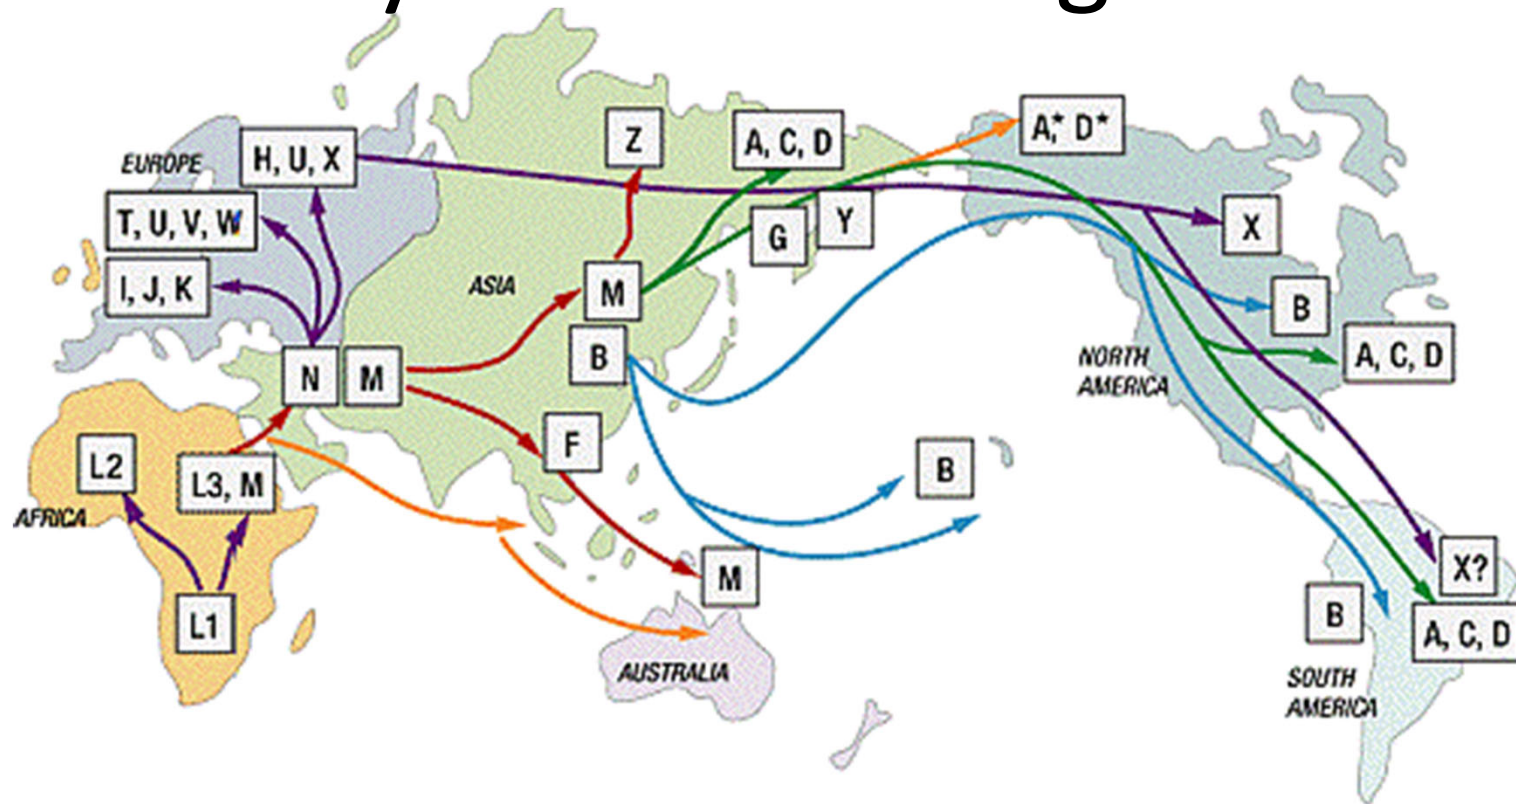 EUROPE
H, U, X
T, U, V, W
I, J, K
N
M
L2
L3, M
AFRICA
L1
ASIA
Z
A, C, D
G
Y
M
B
F
M
B
AUSTRALIA
A,* D*
X
B
A, C, D
NORTH
AMERICA
X?
B
A, C, D
SOUTH
AMERICA